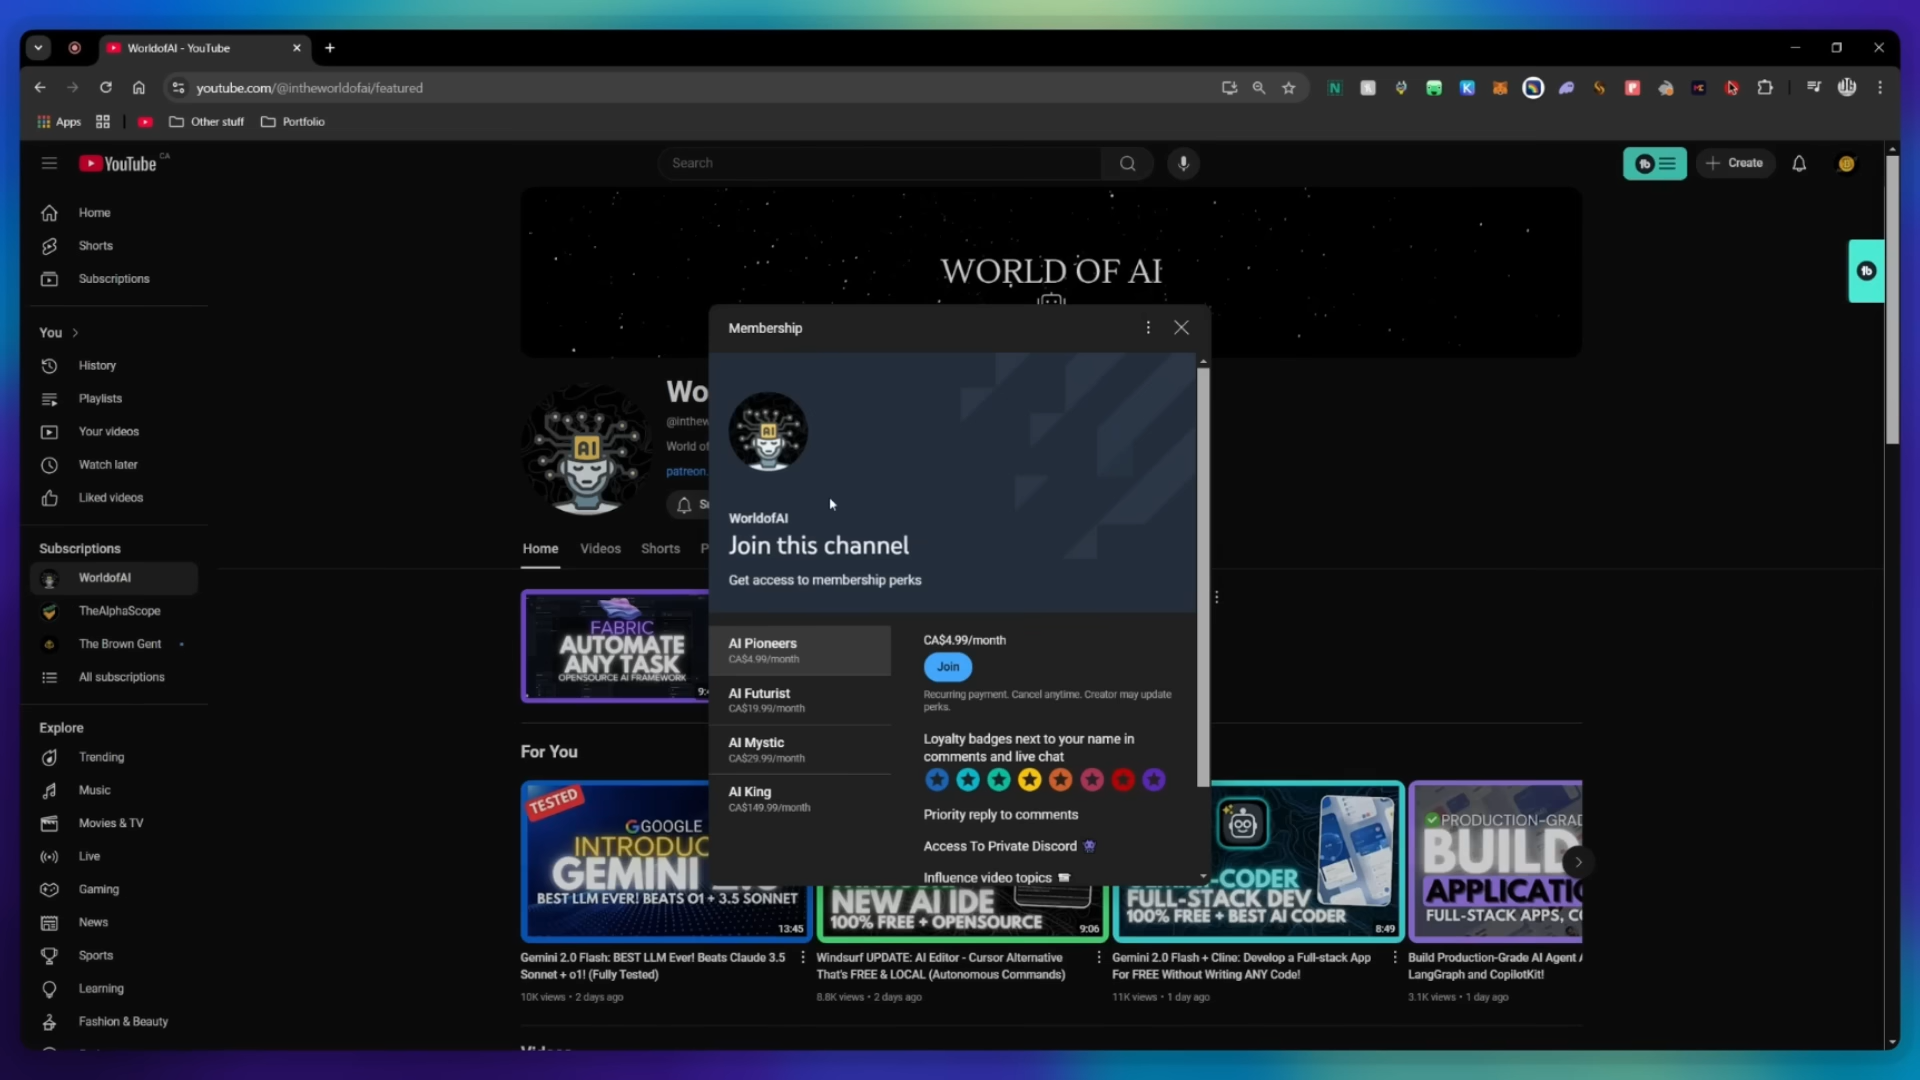 WorldofAI - YouTube
youtube.com/@intheworldofai/featured
Apps
Other stuff
Portfolio
YouTube CA
Search
Create
Home
Shorts
Subscriptions
You
History
Playlists
Your videos
Watch later
Liked videos
Subscriptions
WorldofAI
TheAlphaScope
The Brown Gent
All subscriptions
Explore
Trending
Music
Movies & TV
Live
Gaming
News
Sports
Learning
Fashion & Beauty
WORLD OF AI
AI
Wo
@inthew
World of
patreon.
Home
Videos
Shorts
P
FABRIC
AUTOMATE
ANY TASK
OPENSOURCE AI FRAMEWORK
Membership
AI
WorldofAI
Join this channel
Get access to membership perks
AI Pioneers
CA$4.99/month
AI Futurist
CA$19.99/month
AI Mystic
CA$29.99/month
AI King
CA$149.99/month
CA$4.99/month
Join
Recurring payment. Cancel anytime. Creator may update
perks.
Loyalty badges next to your name in
comments and live chat
Priority reply to comments
Access To Private Discord
Influence video topics
For You
TESTED
GOOGLE
INTRODUC
GEMINI
BEST LLM EVER! BEATS O1 + 3.5 SONNET
13:45
Gemini 2.0 Flash: BEST LLM Ever! Beats Claude 3.5
Sonnet + o1! (Fully Tested)
10K views • 2 days ago
NEW AI IDE
100% FREE + OPENSOURCE
9:06
Windsurf UPDATE: AI Editor - Cursor Alternative
That's FREE & LOCAL (Autonomous Commands)
8.8K views • 2 days ago
-CODER
FULL-STACK DEV
100% FREE + BEST AI CODER
8:49
Gemini 2.0 Flash + Cline: Develop a Full-stack App
For FREE Without Writing ANY Code!
11K views • 1 day ago
PRODUCTION-GRAD
BUILD
APPLICATIO
FULL-STACK APPS, CO
Build Production-Grade AI Agent
LangGraph and CopilotKit!
3.1K views • 1 day ago